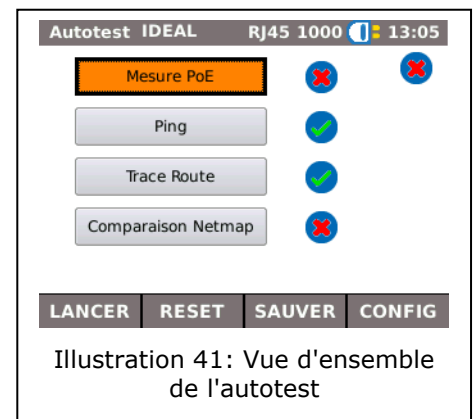 Autotest IDEAL RJ45 1000 13:05
Mesure PoE
Ping
Trace Route
Comparaison Netmap
LANCER RESET SAUVER CONFIG
Illustration 41: Vue d'ensemble
de l'autotest